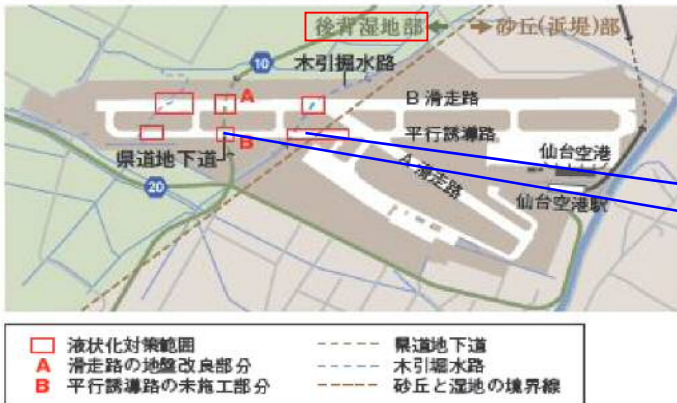 後背湿地部 ← → 砂丘(浜堤)部
10
木引掘水路
A
B 滑走路
平行誘導路
B
県道地下道
A 滑走路
仙台空港
20
仙台空港駅
液状化対策範囲
A 滑走路の地盤改良部分
B 平行誘導路の未施工部分
県道地下道
木引掘水路
砂丘と湿地の境界線